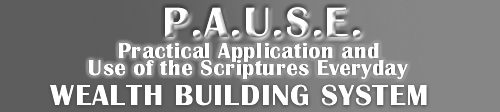 P.A.U.S.E.
Practical Application and
Use of the Scriptures Everyday
WEALTH BUILDING SYSTEM